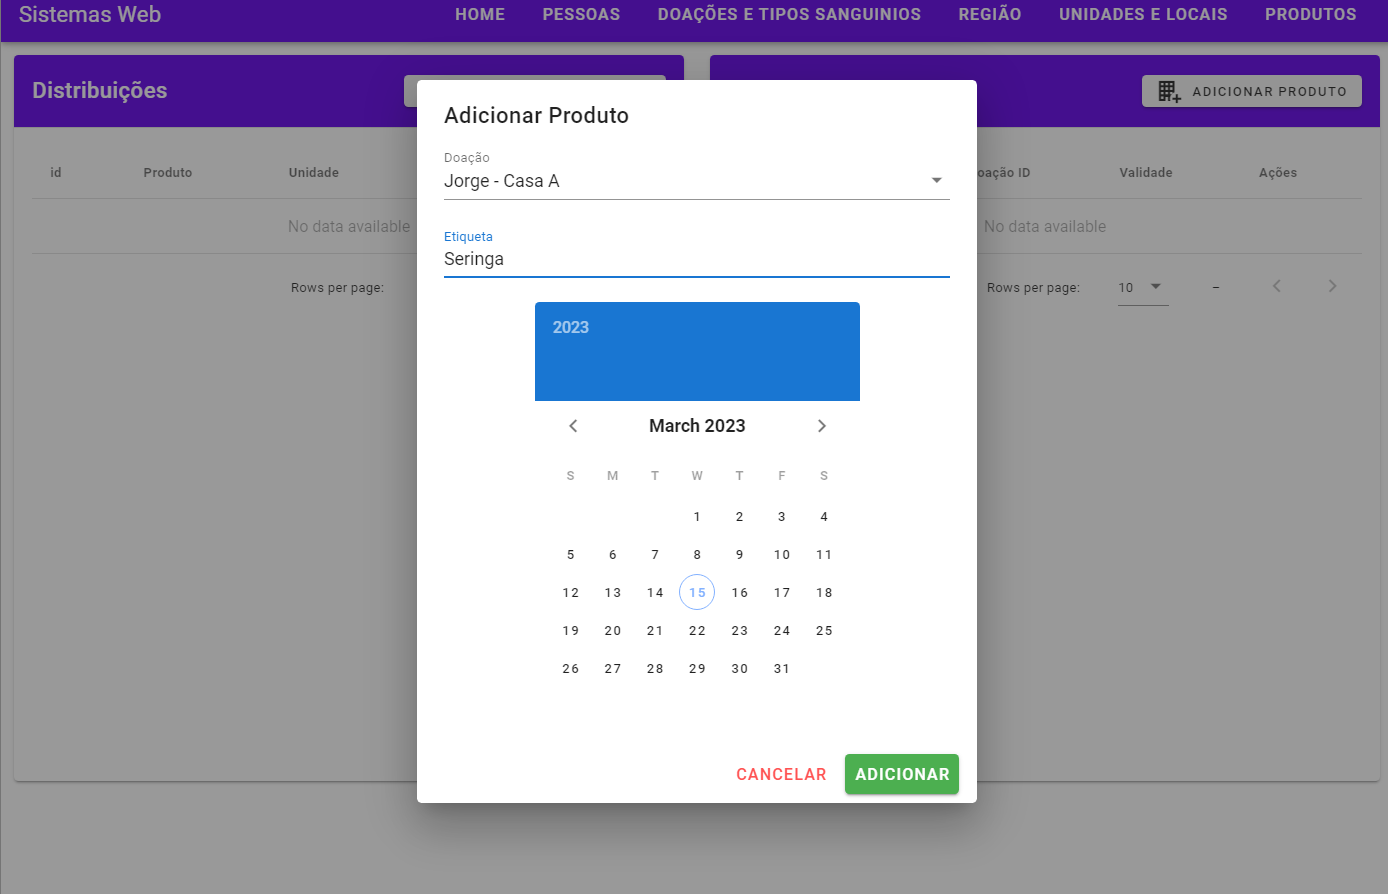 Sistemas Web
HOME PESSOAS DOAÇÕES E TIPOS SANGUINIOS REGIÃO UNIDADES E LOCAIS PRODUTOS
Distribuições
ADICIONAR PRODUTO
id Produto Unidade
No data available
Rows per page:
Adicionar Produto
Doação
Jorge - Casa A
Etiqueta
Seringa
2023
March 2023
S M T W T F S
1 2 3 4
5 6 7 8 9 10 11
12 13 14 15 16 17 18
19 20 21 22 23 24 25
26 27 28 29 30 31
CANCELAR ADICIONAR
ID Validade Ações
No data available
Rows per page: 10 –